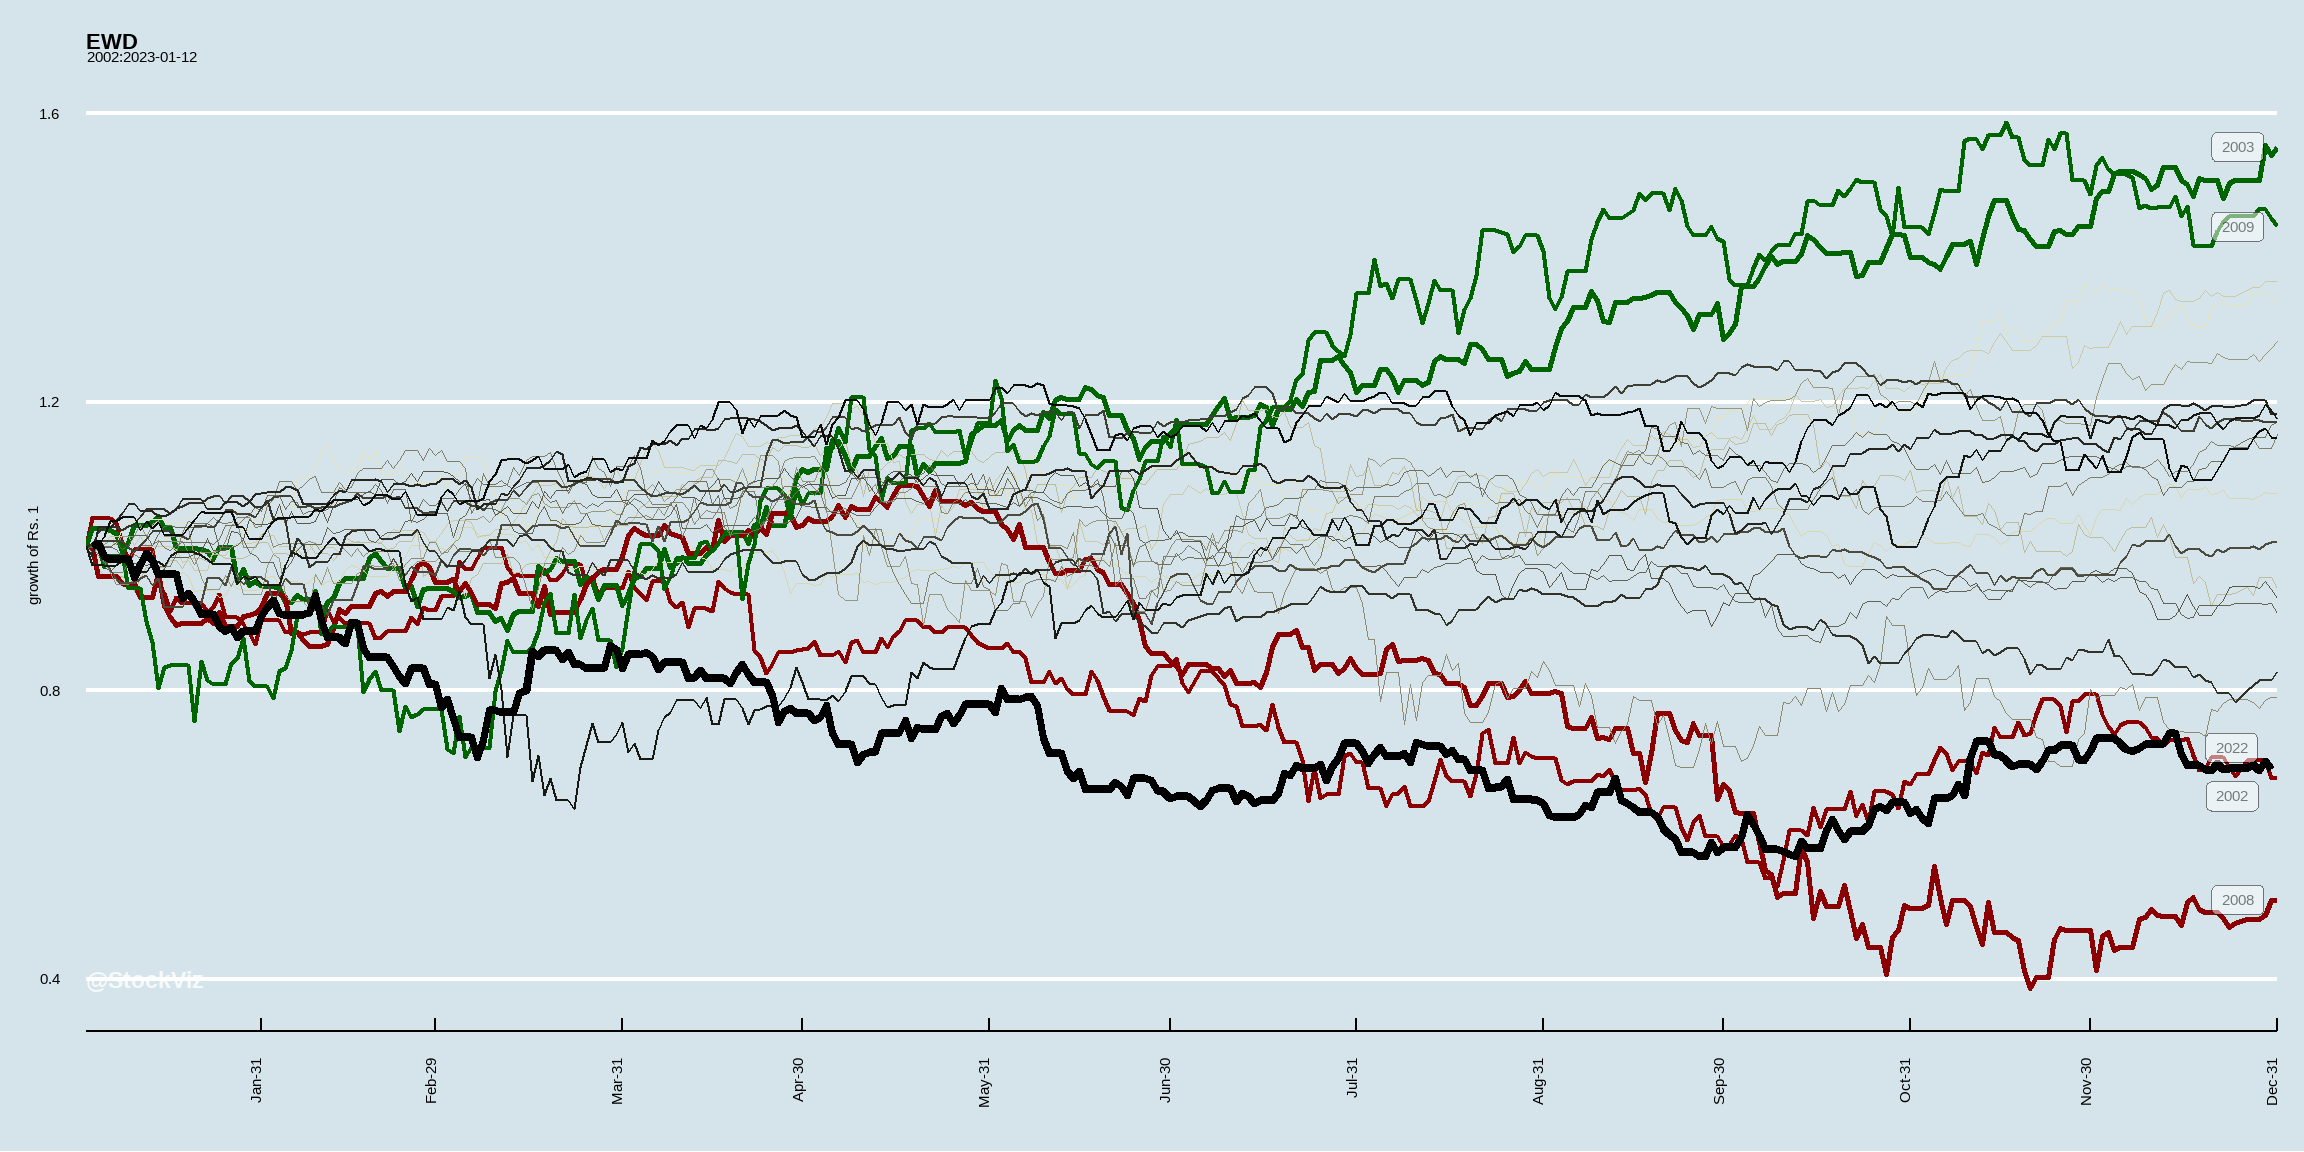 EWD
2002:2023-01-12
1.6
1.2
0.8
0.4
growth of Rs. 1
2003
2009
2022
2002
2008
@StockViz
Jan-31
Feb-29
Mar-31
Apr-30
May-31
Jun-30
Jul-31
Aug-31
Sep-30
Oct-31
Nov-30
Dec-31